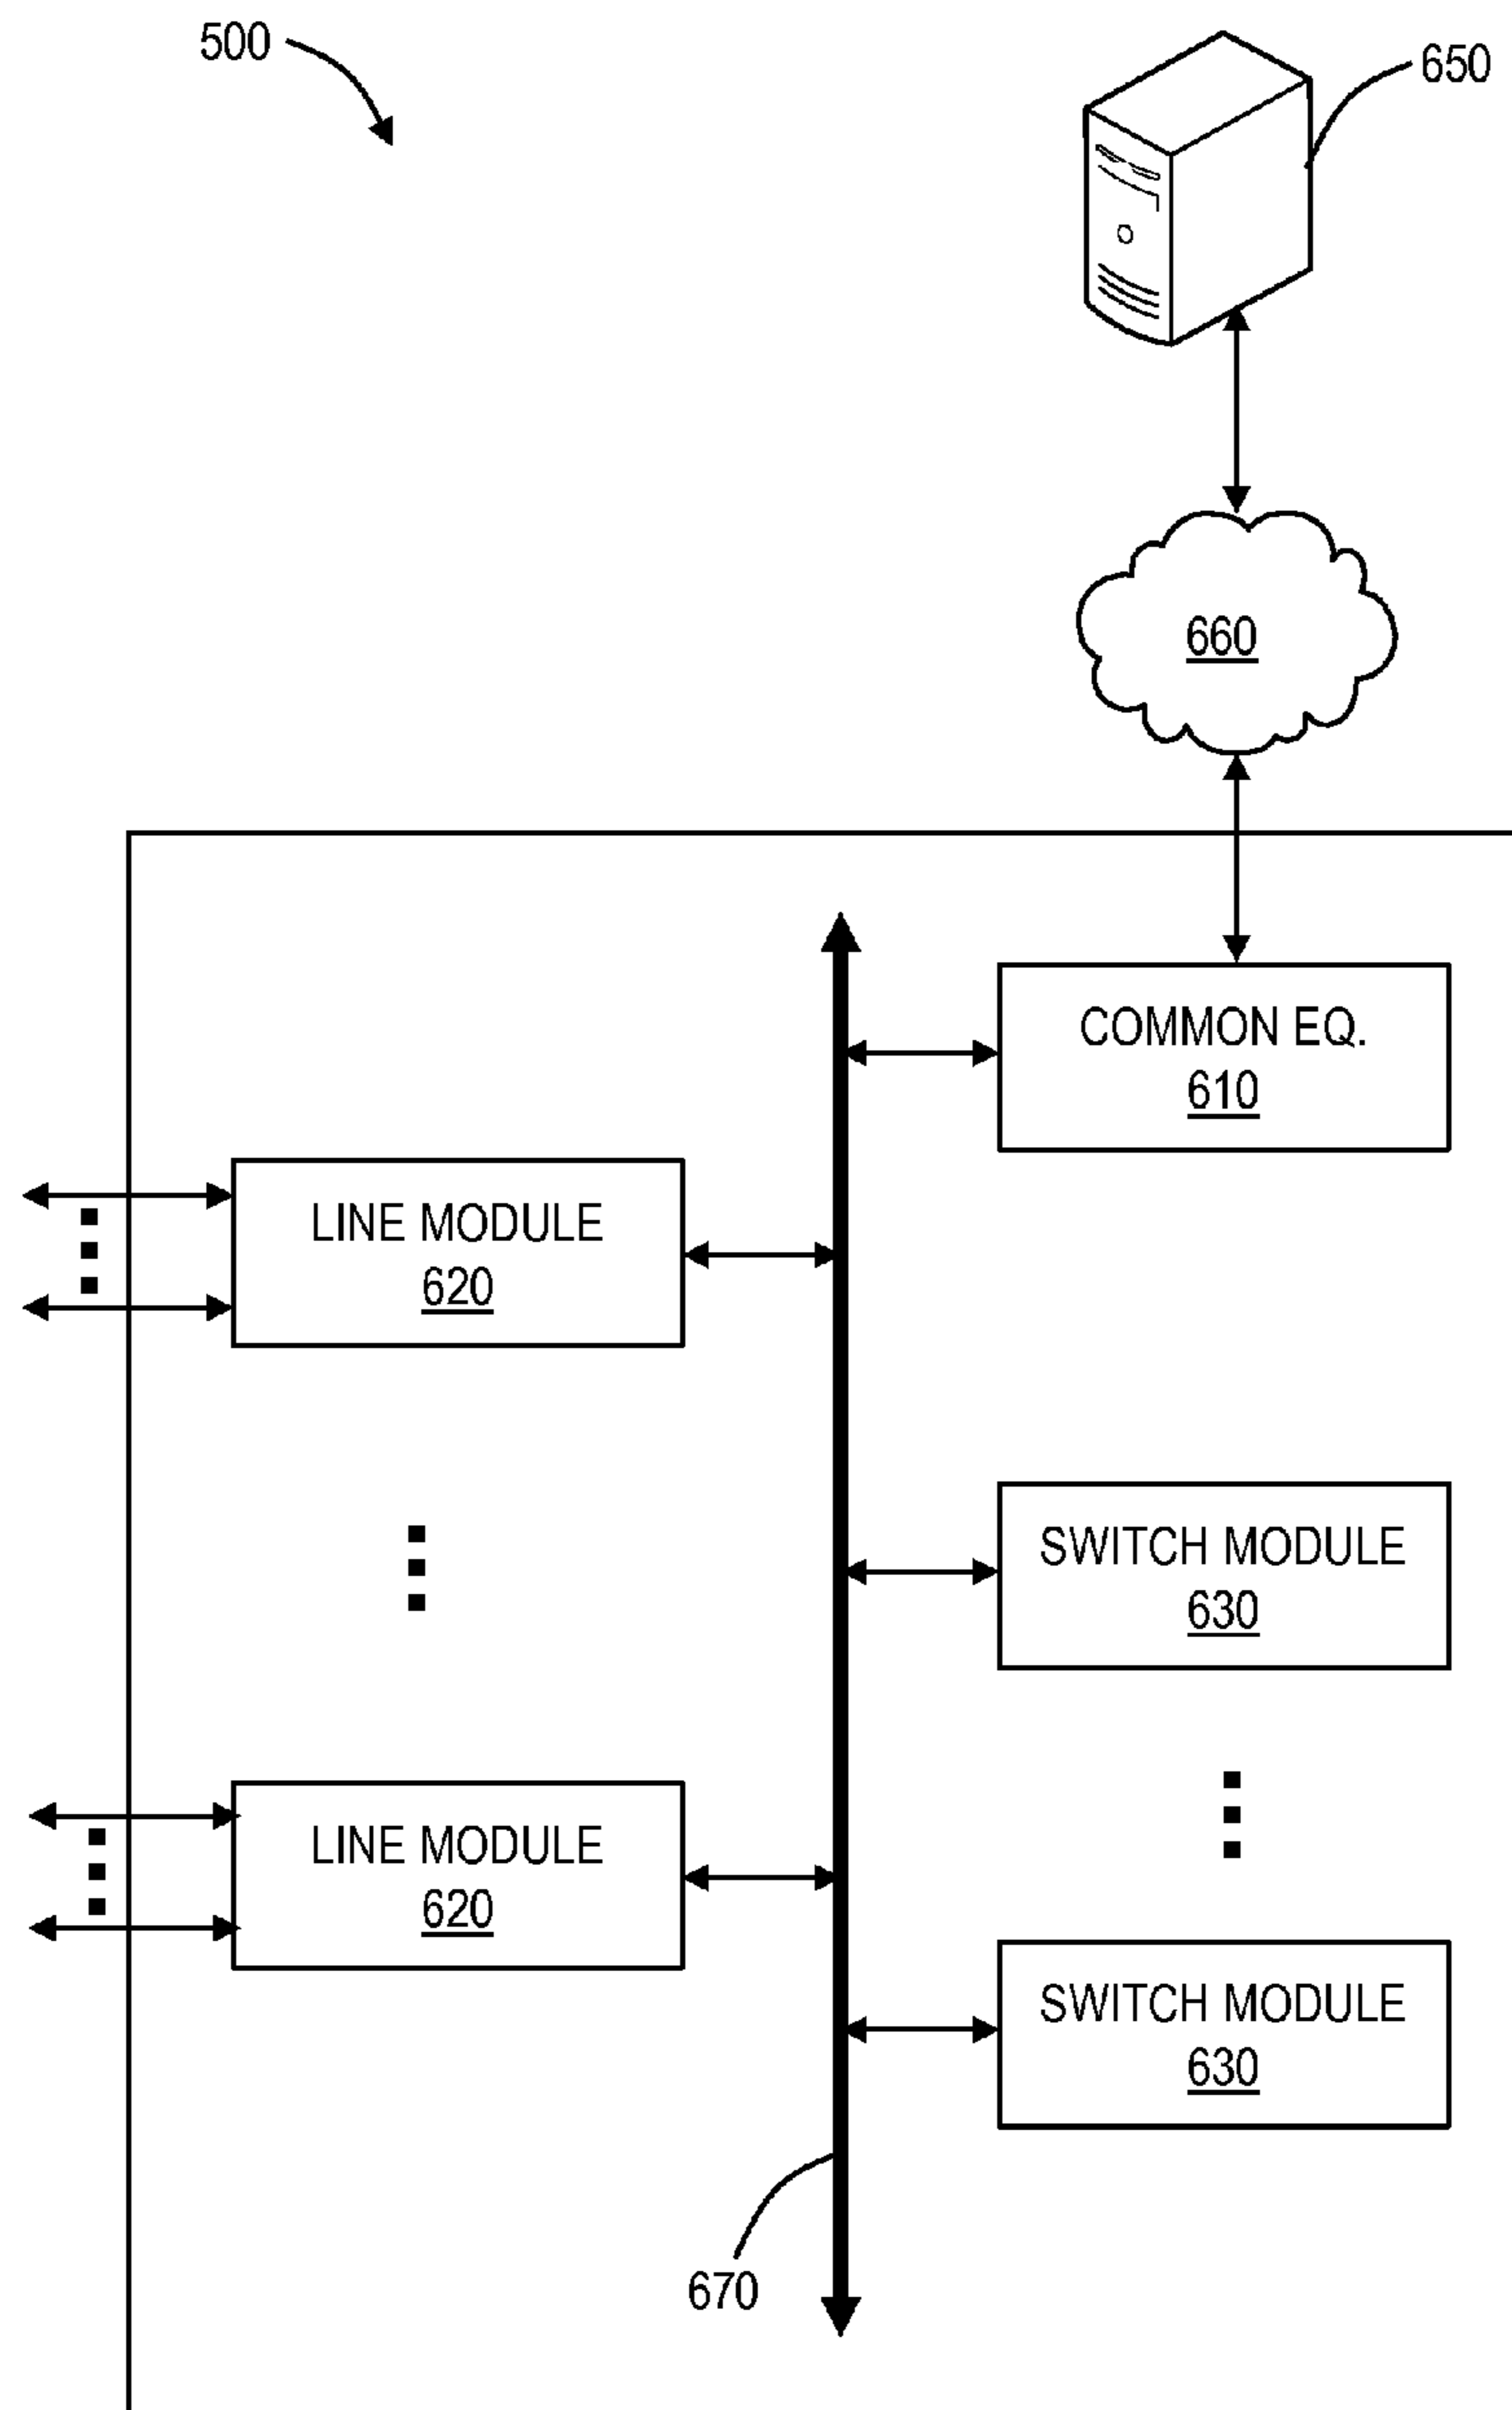 500
650
660
COMMON EQ.
610
LINE MODULE
620
SWITCH MODULE
630
LINE MODULE
620
SWITCH MODULE
630
670